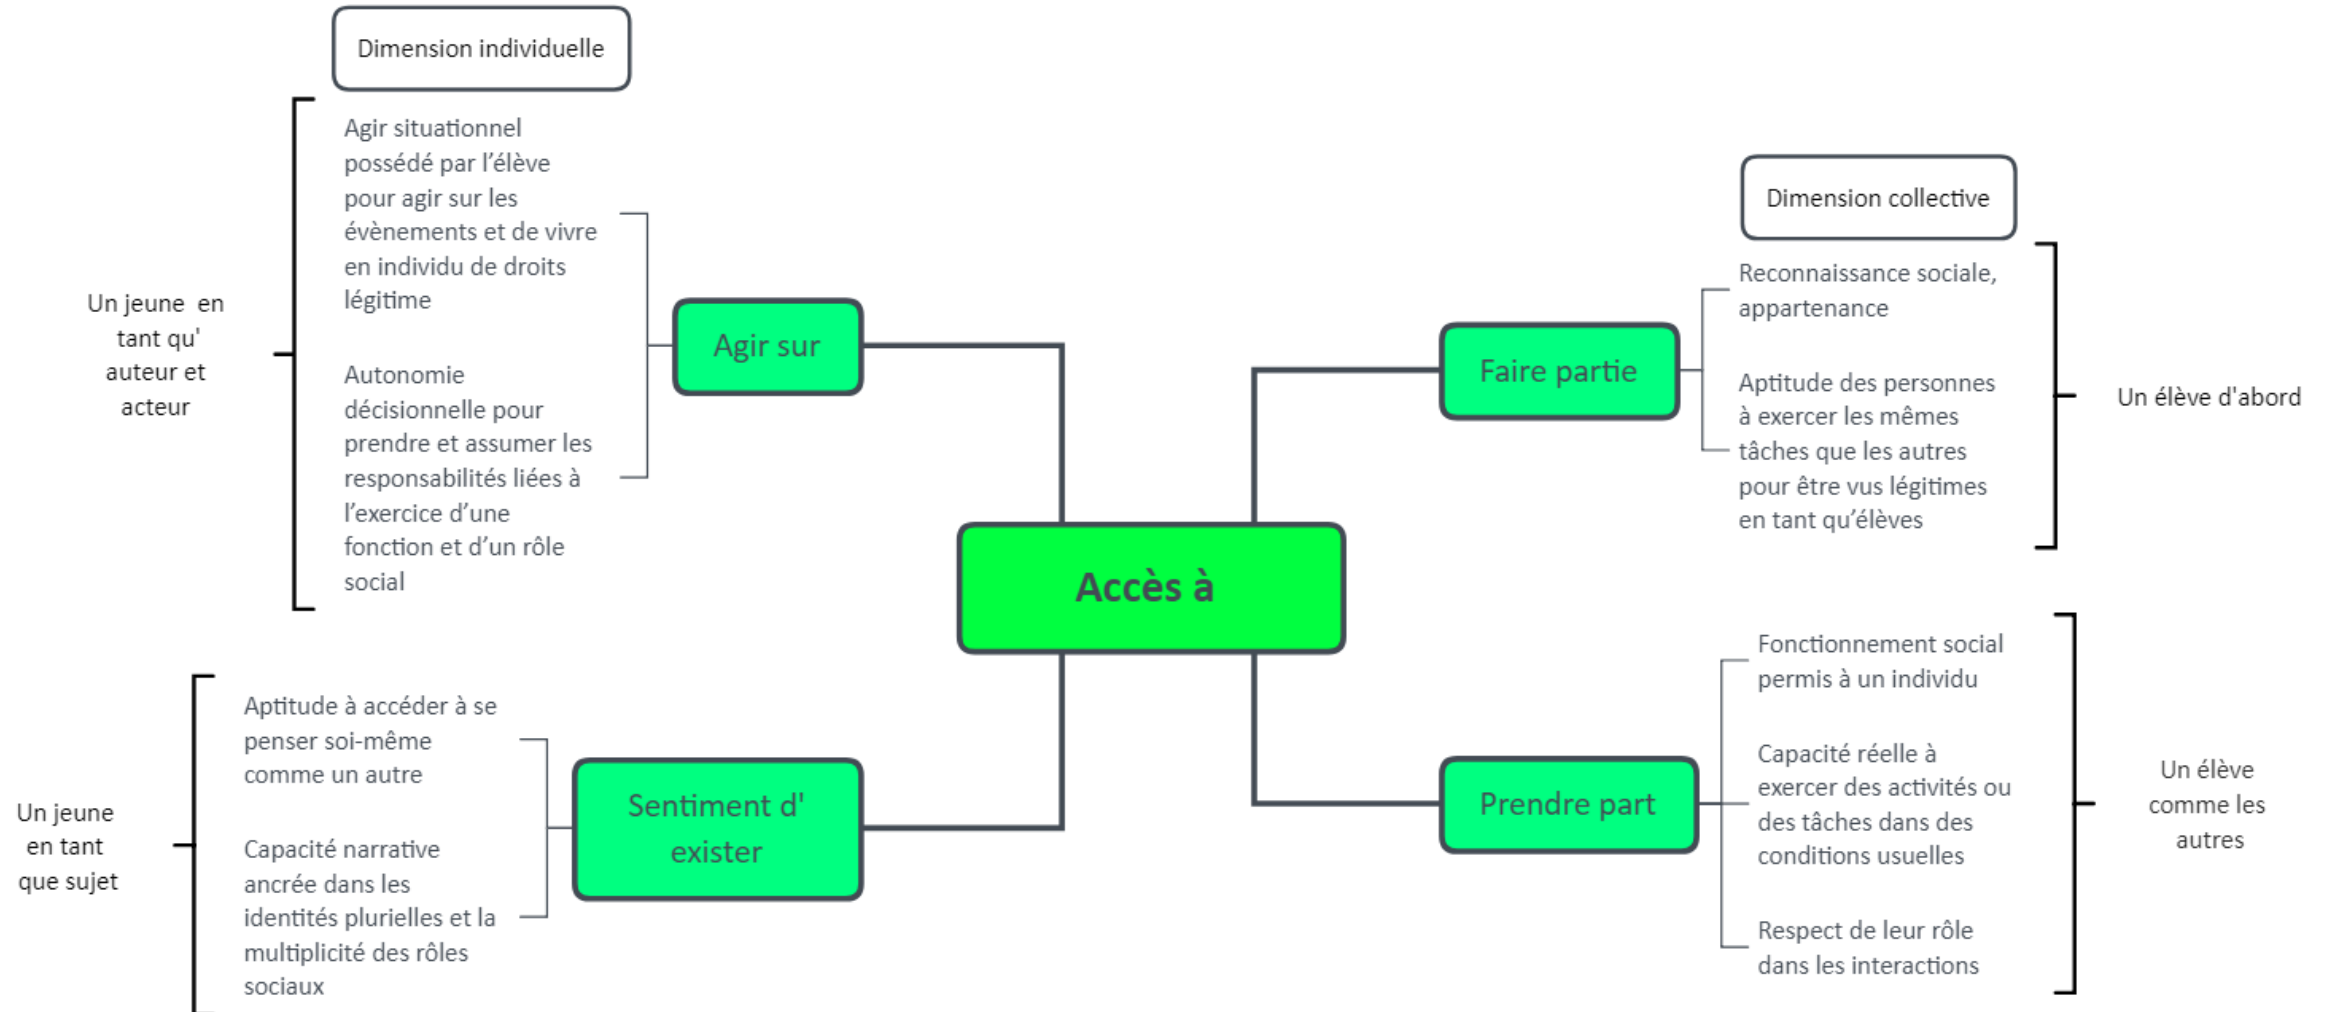 Dimension individuelle
Agir situationnel
possédé par l’élève
pour agir sur les
évènements et de vivre
en individu de droits
légitime
Autonomie
décisionnelle pour
prendre et assumer les
responsabilités liées à
l’exercice d’une
fonction et d’un rôle
social
Un jeune en
tant qu'
auteur et
acteur
Agir sur
Aptitude à accéder à se
penser soi-même
comme un autre
Capacité narrative
ancrée dans les
identités plurielles et la
multiplicité des rôles
sociaux
Un jeune
en tant
que sujet
Sentiment d'
exister
Accès à
Dimension collective
Faire partie
Reconnaissance sociale,
appartenance
Aptitude des personnes
à exercer les mêmes
tâches que les autres
pour être vus légitimes
en tant qu’élèves
Un élève d'abord
Prendre part
Fonctionnement social
permis à un individu
Capacité réelle à
exercer des activités ou
des tâches dans des
conditions usuelles
Respect de leur rôle
dans les interactions
Un élève
comme les
autres